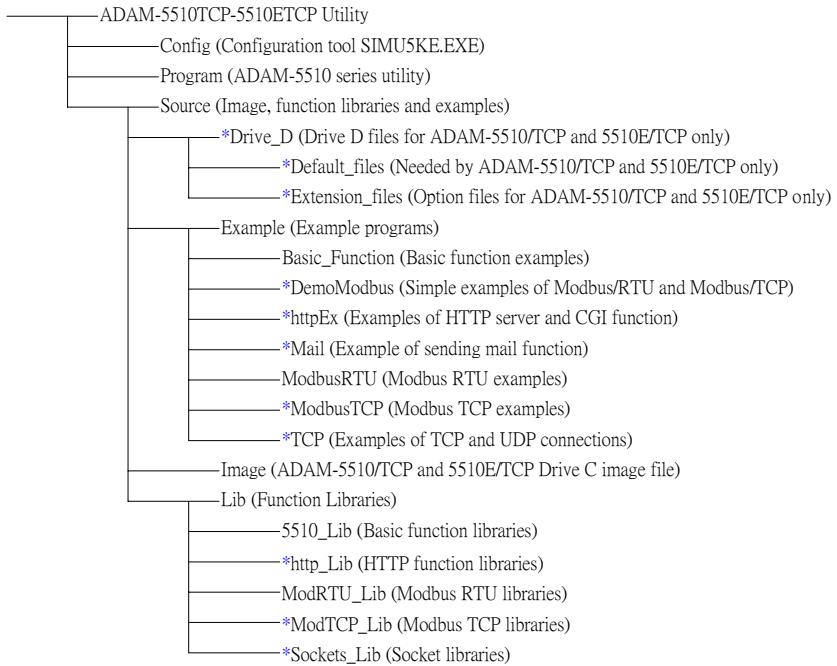 ADAM-5510TCP-5510ETCP Utility
Config (Configuration tool SIMU5KE.EXE)
Program (ADAM-5510 series utility)
Source (Image, function libraries and examples)
*Drive_D (Drive D files for ADAM-5510/TCP and 5510E/TCP only)
*Default_files (Needed by ADAM-5510/TCP and 5510E/TCP only)
*Extension_files (Option files for ADAM-5510/TCP and 5510E/TCP only)
Example (Example programs)
Basic_Function (Basic function examples)
*DemoModbus (Simple examples of Modbus/RTU and Modbus/TCP)
*httpEx (Examples of HTTP server and CGI function)
*Mail (Example of sending mail function)
ModbusRTU (Modbus RTU examples)
*ModbusTCP (Modbus TCP examples)
*TCP (Examples of TCP and UDP connections)
Image (ADAM-5510/TCP and 5510E/TCP Drive C image file)
Lib (Function Libraries)
5510_Lib (Basic function libraries)
*http_Lib (HTTP function libraries)
ModRTU_Lib (Modbus RTU libraries)
*ModTCP_Lib (Modbus TCP libraries)
*Sockets_Lib (Socket libraries)